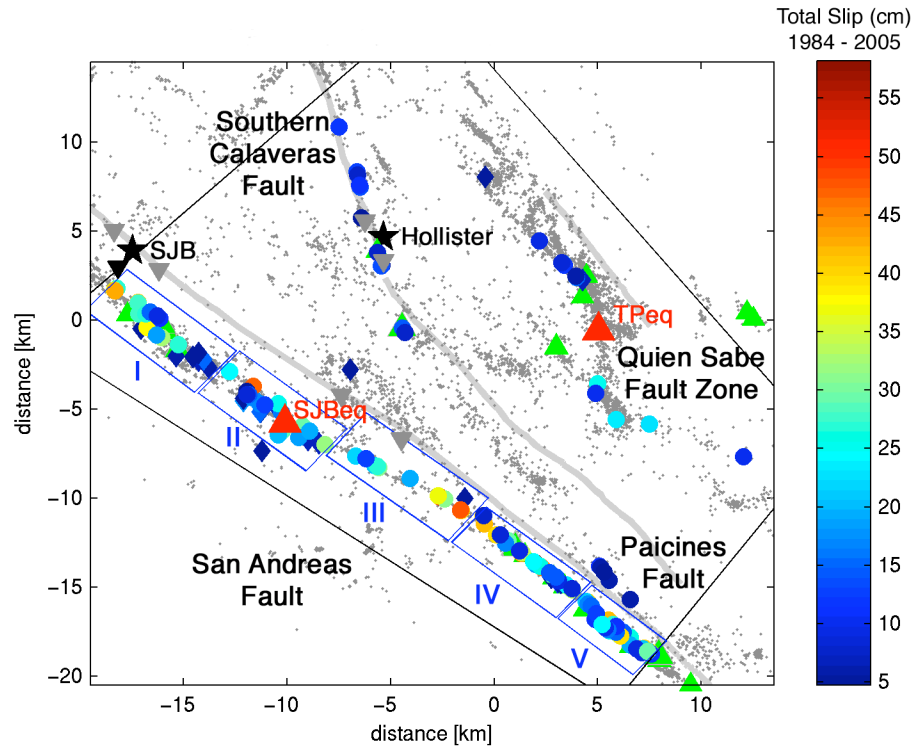 Total Slip (cm)
1984 - 2005
Southern
Calaveras
Fault
SJB
Hollister
TPeq
Quien Sabe
Fault Zone
SJBeq
I
II
III
IV
V
San Andreas
Fault
Paicines
Fault
10
5
0
−5
−10
−15
−20
distance [km]
−15
−10
−5
0
5
10
distance [km]
55
50
45
40
35
30
25
20
15
10
5